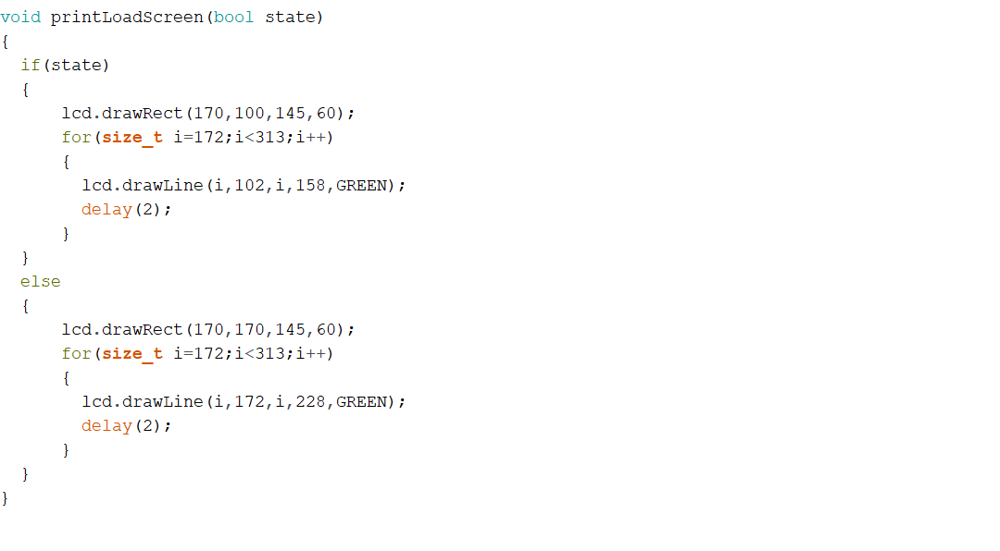 void printLoadScreen(bool state)
{
  if(state)
  {
      lcd.drawRect(170,100,145,60);
      for(size_t i=172;i<313;i++)
      {
        lcd.drawLine(i,102,i,158,GREEN);
        delay(2);
      }
  }
  else
  {
      lcd.drawRect(170,170,145,60);
      for(size_t i=172;i<313;i++)
      {
        lcd.drawLine(i,172,i,228,GREEN);
        delay(2);
      }
  }
}